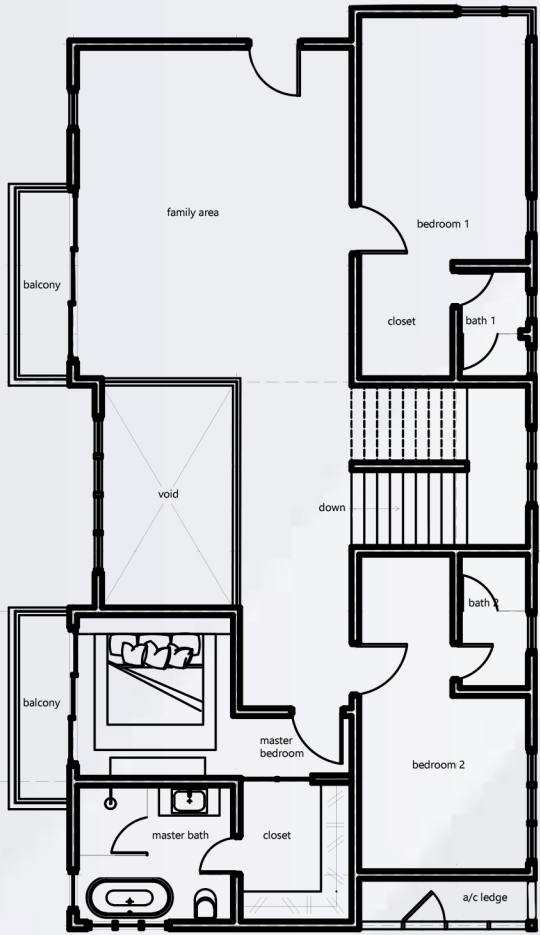 family area
bedroom 1
balcony
closet
bath 1
void
down
bath 2
balcony
master
bedroom
bedroom 2
master bath
closet
a/c ledge